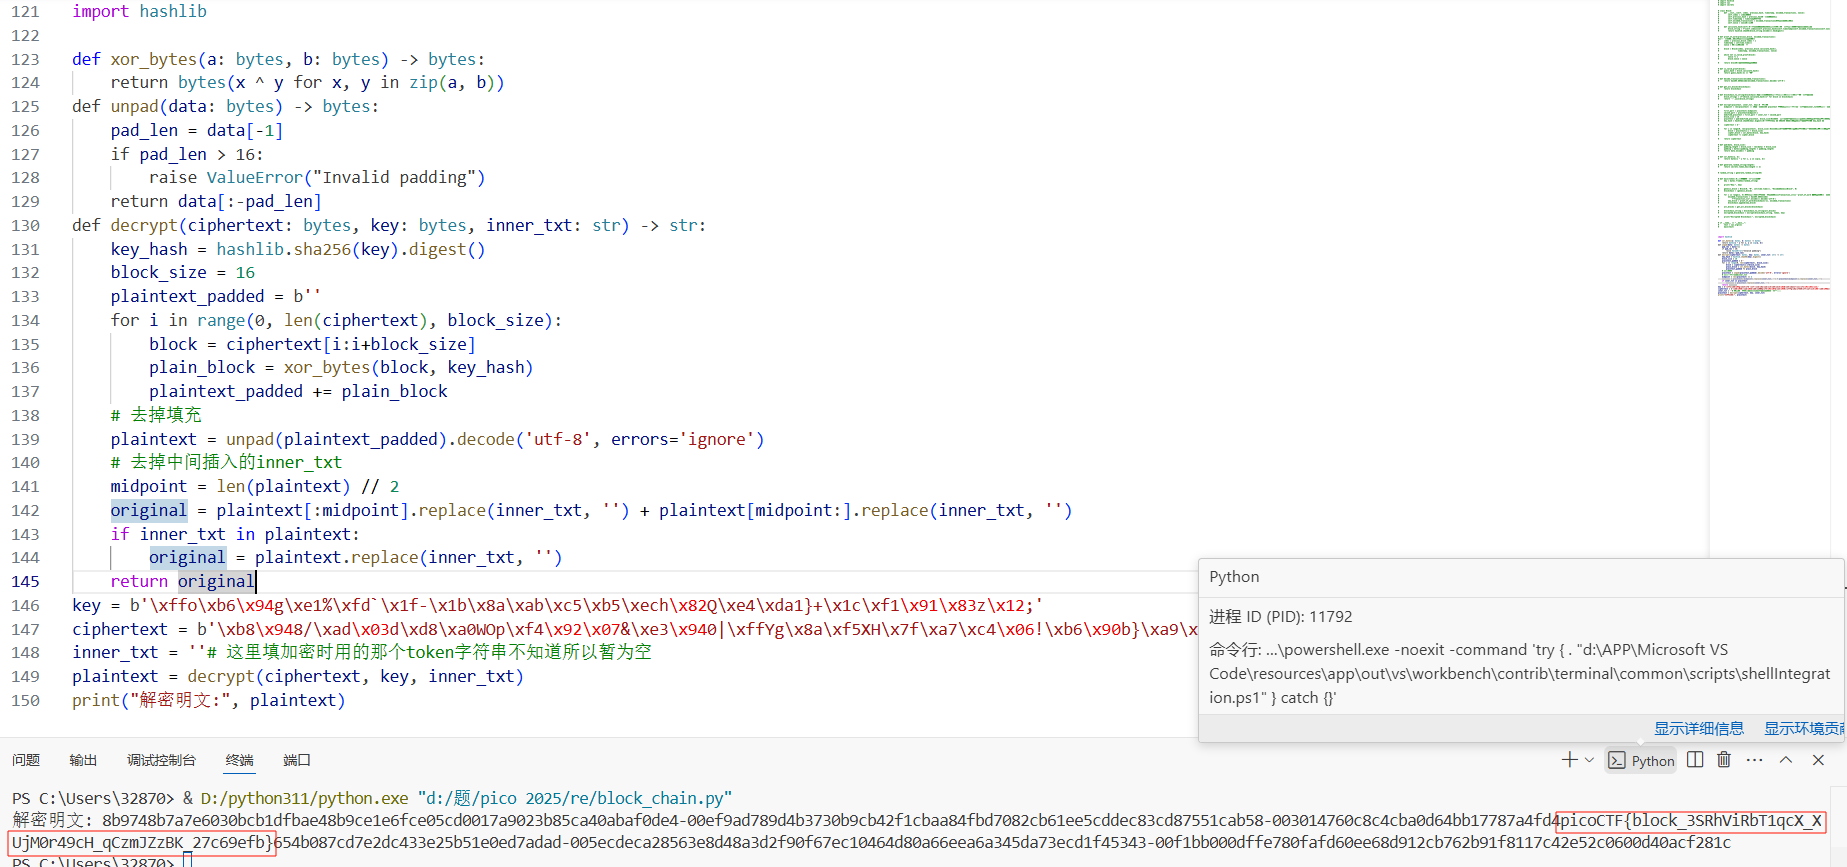 121 import hashlib
122
123 def xor_bytes(a: bytes, b: bytes) -> bytes:
124 return bytes(x ^ y for x, y in zip(a, b))
125 def unpad(data: bytes) -> bytes:
126 pad_len = data[-1]
127 if pad_len > 16:
128 raise ValueError("Invalid padding")
129 return data[:-pad_len]
130 def decrypt(ciphertext: bytes, key: bytes, inner_txt: str) -> str:
131 key_hash = hashlib.sha256(key).digest()
132 block_size = 16
133 plaintext_padded = b''
134 for i in range(0, len(ciphertext), block_size):
135 block = ciphertext[i:i+block_size]
136 plain_block = xor_bytes(block, key_hash)
137 plaintext_padded += plain_block
138 # 去掉填充
139 plaintext = unpad(plaintext_padded).decode('utf-8', errors='ignore')
140 # 去掉中间插入的inner_txt
141 midpoint = len(plaintext) // 2
142 original = plaintext[:midpoint].replace(inner_txt, '') + plaintext[midpoint:].replace(inner_txt, '')
143 if inner_txt in plaintext:
144 original = plaintext.replace(inner_txt, '')
145 return original
146 key = b'\xffo\xb6\x94g\xe1%\xfd`\x1f-\x1b\x8a\xab\xc5\xb5\xech\x82Q\xe4\xda1}+\x1c\xf1\x91\x83z\x12;'
147 ciphertext = b'\xb8\x948/\xad\x03d\xd8\xa0WOp\xf4\x92\x07&\xe3\x940|\xffYg\x8a\xf5XH\x7f\xa7\xc4\x06!\xb6\x90b}\xa9\x
148 inner_txt = ''# 这里填加密时用的那个token字符串不知道所以暂为空
149 plaintext = decrypt(ciphertext, key, inner_txt)
150 print("解密明文:", plaintext)
Python
进程 ID (PID): 11792
命令行: ...\powershell.exe -noexit -command 'try { . "d:\APP\Microsoft VS
Code\resources\app\out\vs\workbench\contrib\terminal\common\scripts\shellIntegrat
ion.ps1" } catch {}'
显示详细信息 显示环境贡
问题 输出 调试控制台 终端 端口 Python
PS C:\Users\32870> & D:/python311/python.exe "d:/题/pico 2025/re/block_chain.py"
解密明文: 8b9748b7a7e6030bcb1dfbae48b9ce1e6fce05cd0017a9023b85ca40abaf0de4-00ef9ad789d4b3730b9cb42f1cbaa84fbd7082cb61ee5cddec83cd87551cab58-003014760c8c4cba0d64bb17787a4fd4picoCTF{block_3SRhViRbT1qcX_X
UjM0r49cH_qCzmJZzBK_27c69efb}654b087cd7e2dc433e25b51e0ed7adad-005ecdeca28563e8d48a3d2f90f67ec10464d80a66eea6a345da73ecd1f45343-00f1bb000dffe780fafd60ee68d912cb762b91f8117c42e52c0600d40acf281c
PS C:\Users\32870>